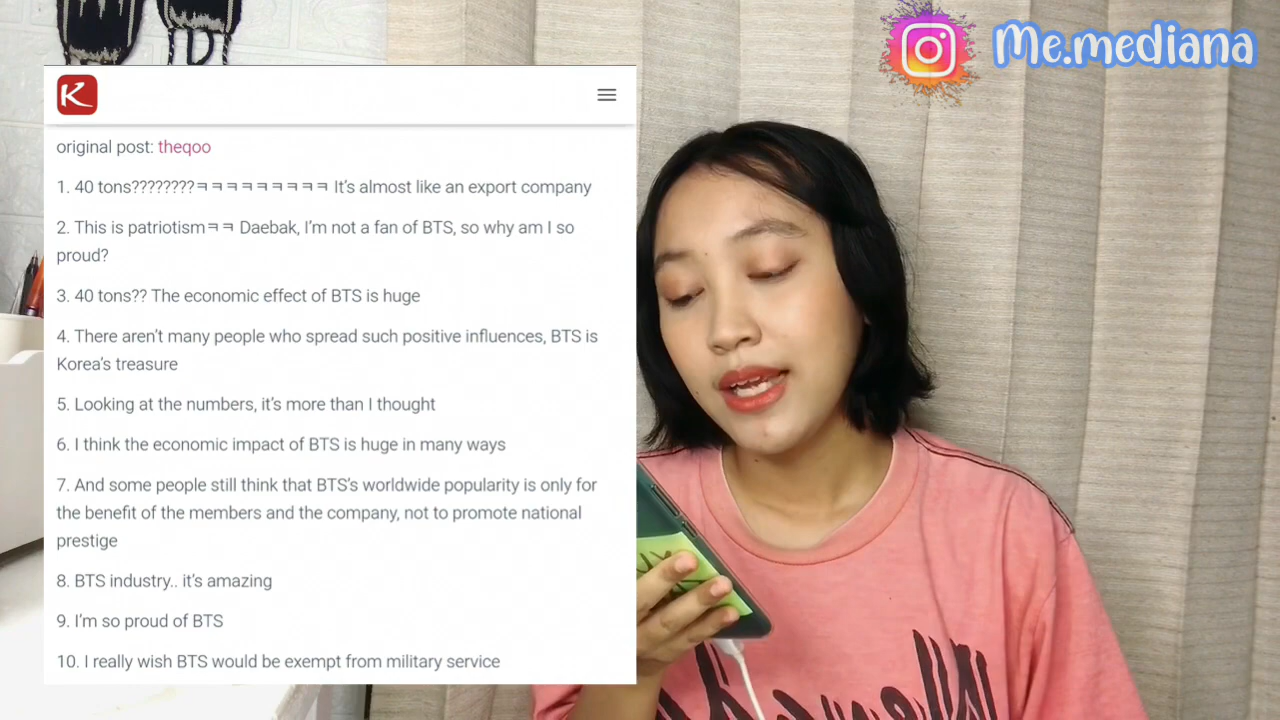 Me.mediana
K
original post: theqoo
1. 40 tons????????ㅋㅋㅋㅋㅋㅋㅋㅋㅋ It's almost like an export company
2. This is patriotismㅋㅋ Daebak, I'm not a fan of BTS, so why am I so
proud?
3. 40 tons?? The economic effect of BTS is huge
4. There aren't many people who spread such positive influences, BTS is
Korea's treasure
5. Looking at the numbers, it's more than I thought
6. I think the economic impact of BTS is huge in many ways
7. And some people still think that BTS's worldwide popularity is only for
the benefit of the members and the company, not to promote national
prestige
8. BTS industry.. it's amazing
9. I'm so proud of BTS
10. I really wish BTS would be exempt from military service